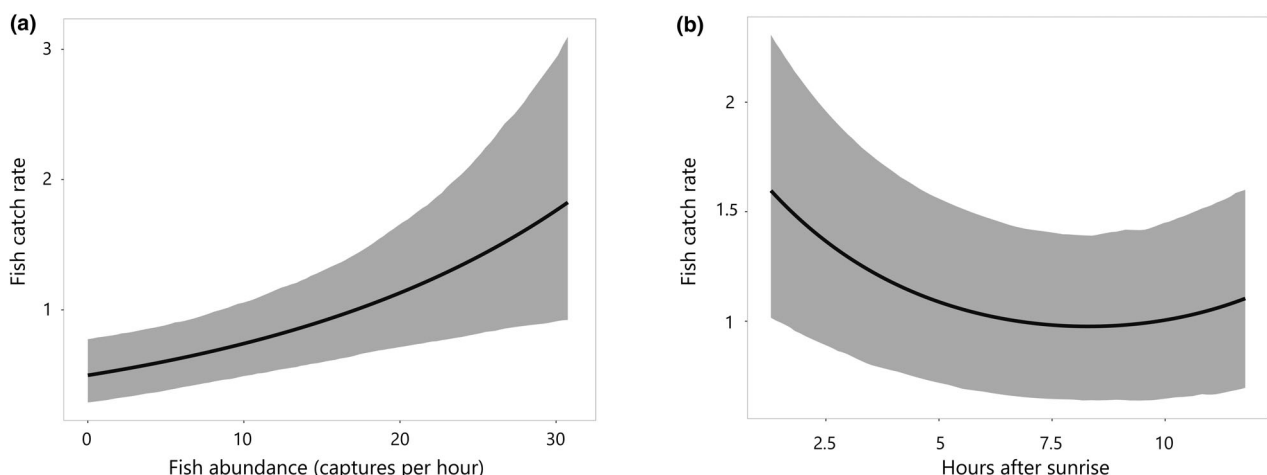 (a)
3
2
1
Fish catch rate
0
10
20
30
Fish abundance (captures per hour)
(b)
2
1.5
1
Fish catch rate
2.5
5
7.5
10
Hours after sunrise